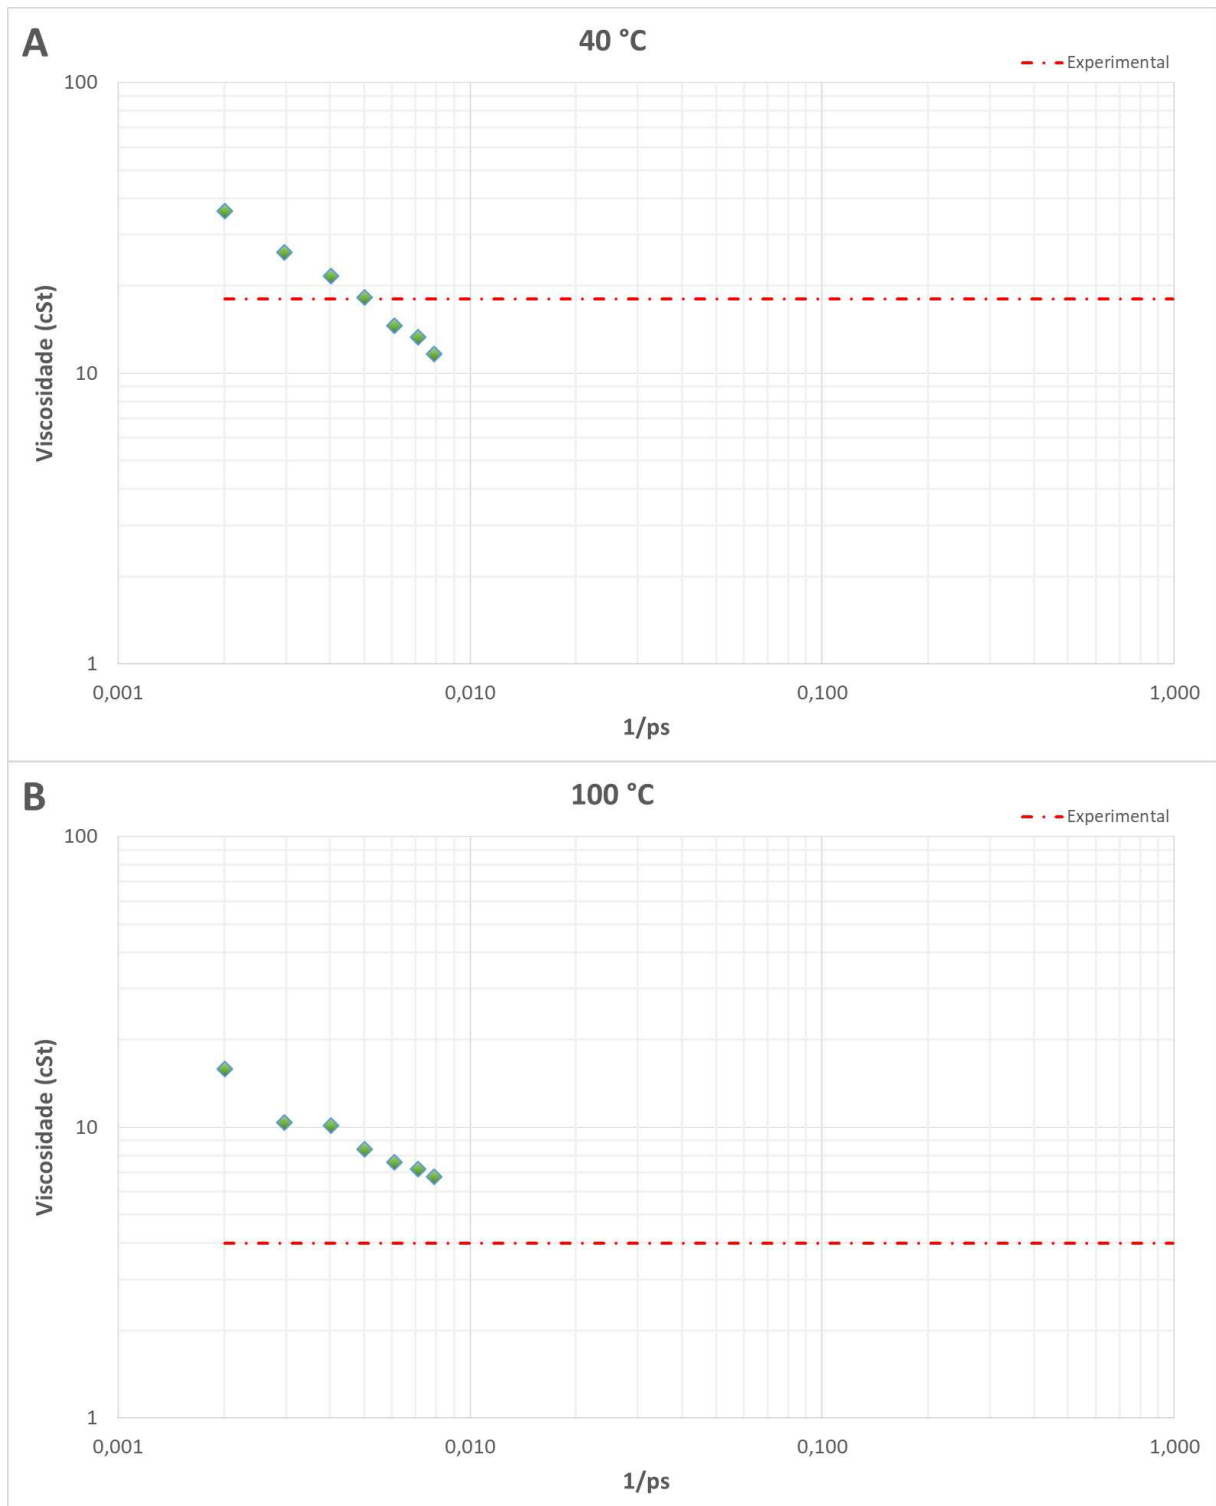 A
40 °C
Experimental
100
10
1
Viscosidade (cSt)
0,001 0,010 0,100 1,000
1/ps
B
100 °C
Experimental
100
10
1
Viscosidade (cSt)
0,001 0,010 0,100 1,000
1/ps